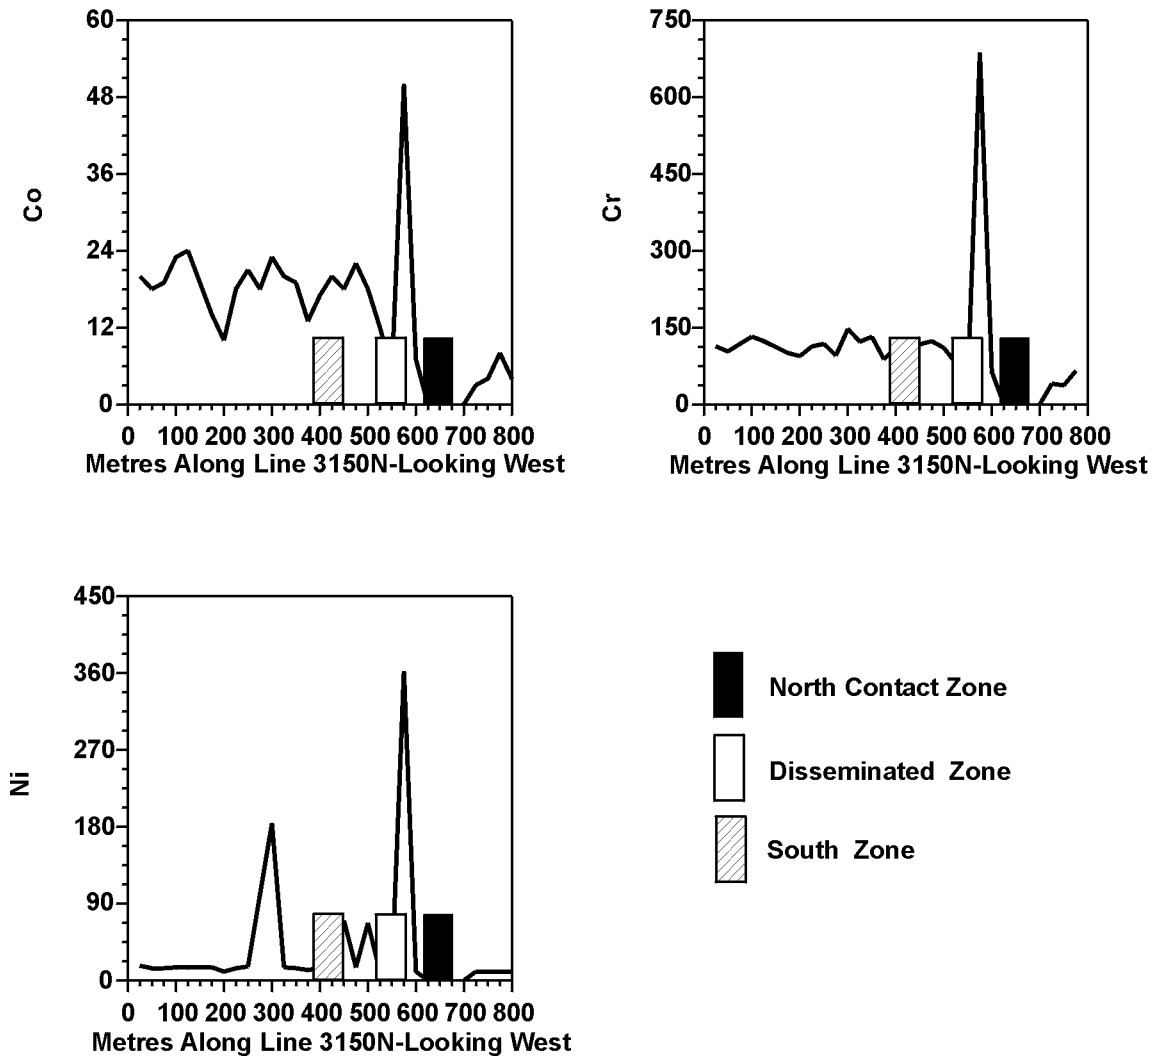 60
48
36
24
12
0
Co
0 100 200 300 400 500 600 700 800
Metres Along Line 3150N-Looking West
750
600
450
300
150
0
Cr
0 100 200 300 400 500 600 700 800
Metres Along Line 3150N-Looking West
450
360
270
180
90
0
Ni
0 100 200 300 400 500 600 700 800
Metres Along Line 3150N-Looking West
North Contact Zone
Disseminated Zone
South Zone